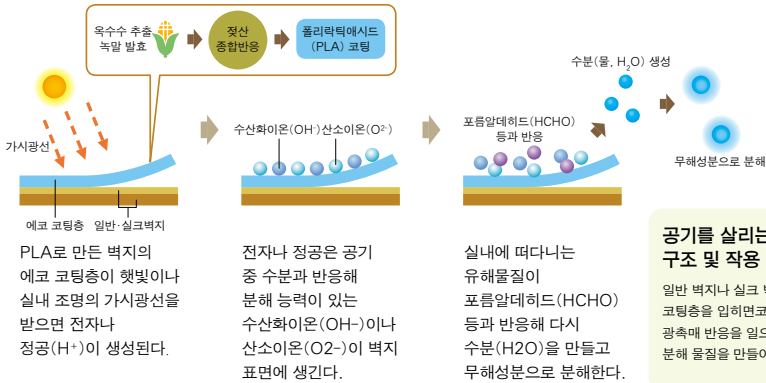 옥수수 추출
녹말 발효
젖산
종합반응
폴리락틱애시드
(PLA) 코팅
가시광선
에코 코팅층
일반·실크벽지
수산화이온(OH-)
산소이온(O2-)
포름알데히드(HCHO)
등과 반응
수분(물, H2O) 생성
무해성분으로 분해
PLA로 만든 벽지의
에코 코팅층이 햇빛이나
실내 조명의 가시광선을
받으면 전자나
정공(H+)이 생성된다.
전자나 정공은 공기
중 수분과 반응해
분해 능력이 있는
수산화이온(OH-)이나
산소이온(O2-)이 벽지
표면에 생긴다.
실내에 떠다니는
유해물질이
포름알데히드(HCHO)
등과 반응해 다시
수분(H2O)을 만들고
무해성분으로 분해한다.
공기를 살리는
구조 및 작용
일반 벽지나 실크
코팅층을 입히면
광촉매 반응을
분해 물질을